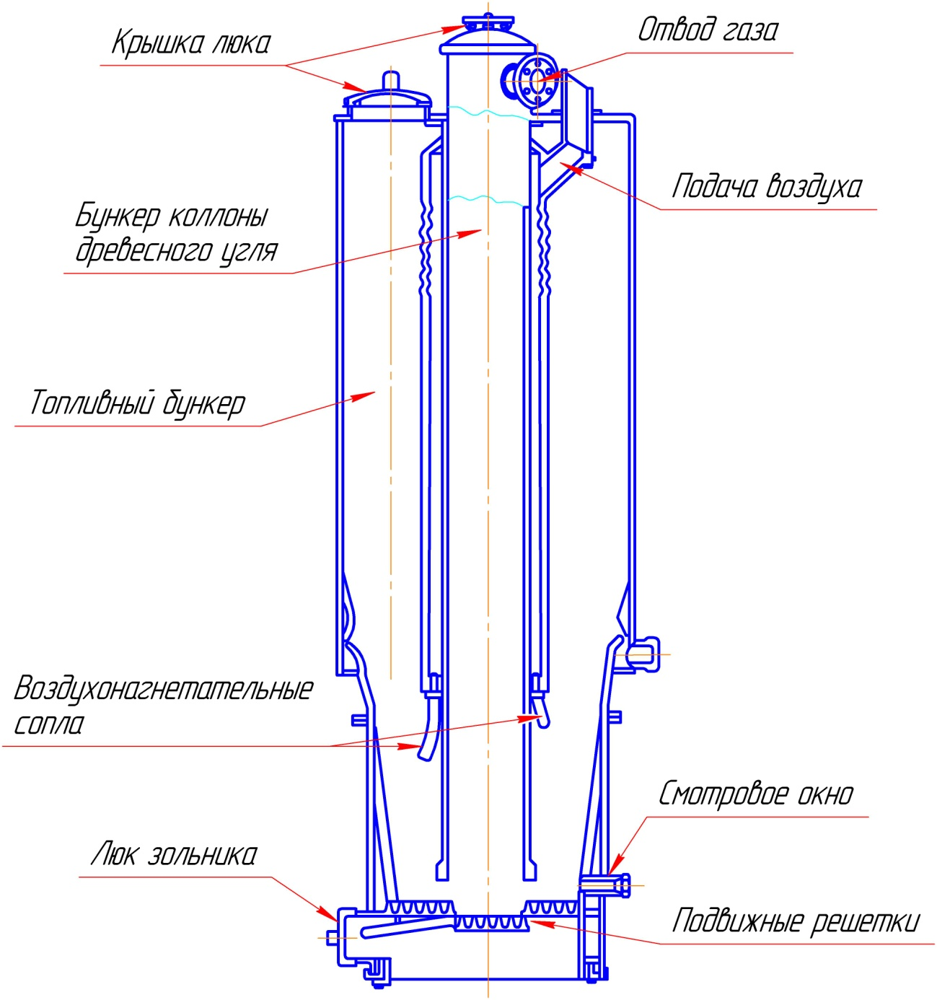 Крышка люка
Отвод газа
Подача воздуха
Бункер коллоны
древесного угля
Топливный бункер
Воздухонагнетательные
сопла
Смотровое окно
Люк зольника
Подвижные решетки